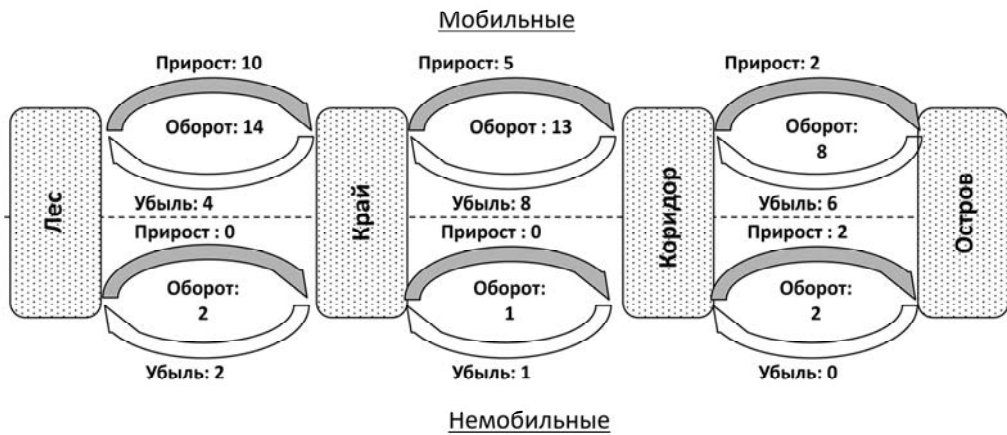 Мобильные
Прирост: 10
Прирост: 5
Прирост: 2
Оборот: 14
Оборот : 13
Оборот:
8
Убыль: 4
Убыль: 8
Убыль: 6
Лес
Край
Коридор
Остров
Прирост : 0
Прирост : 0
Прирост : 2
Оборот:
2
Оборот:
1
Оборот:
2
Убыль: 2
Убыль: 1
Убыль: 0
Немобильные